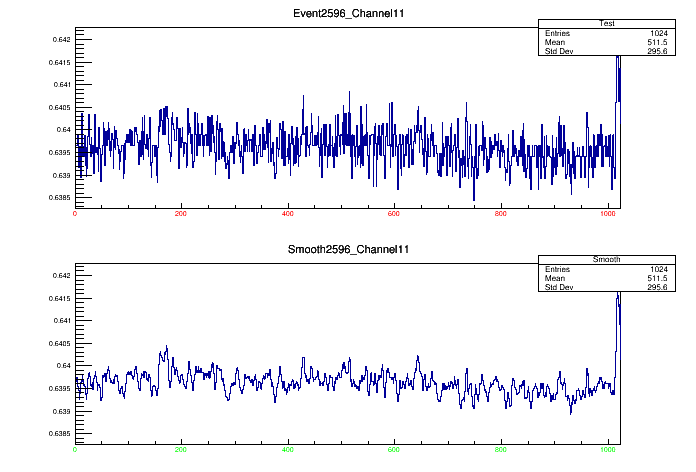 Event2596_Channel11
Test
Entries 1024
Mean 511.5
Std Dev 295.6
0.642
0.6415
0.641
0.6405
0.64
0.6395
0.639
0.6385
0 200 400 600 800 1000
Smooth2596_Channel11
Smooth
Entries 1024
Mean 511.5
Std Dev 295.6
0.642
0.6415
0.641
0.6405
0.64
0.6395
0.639
0.6385
0 200 400 600 800 1000